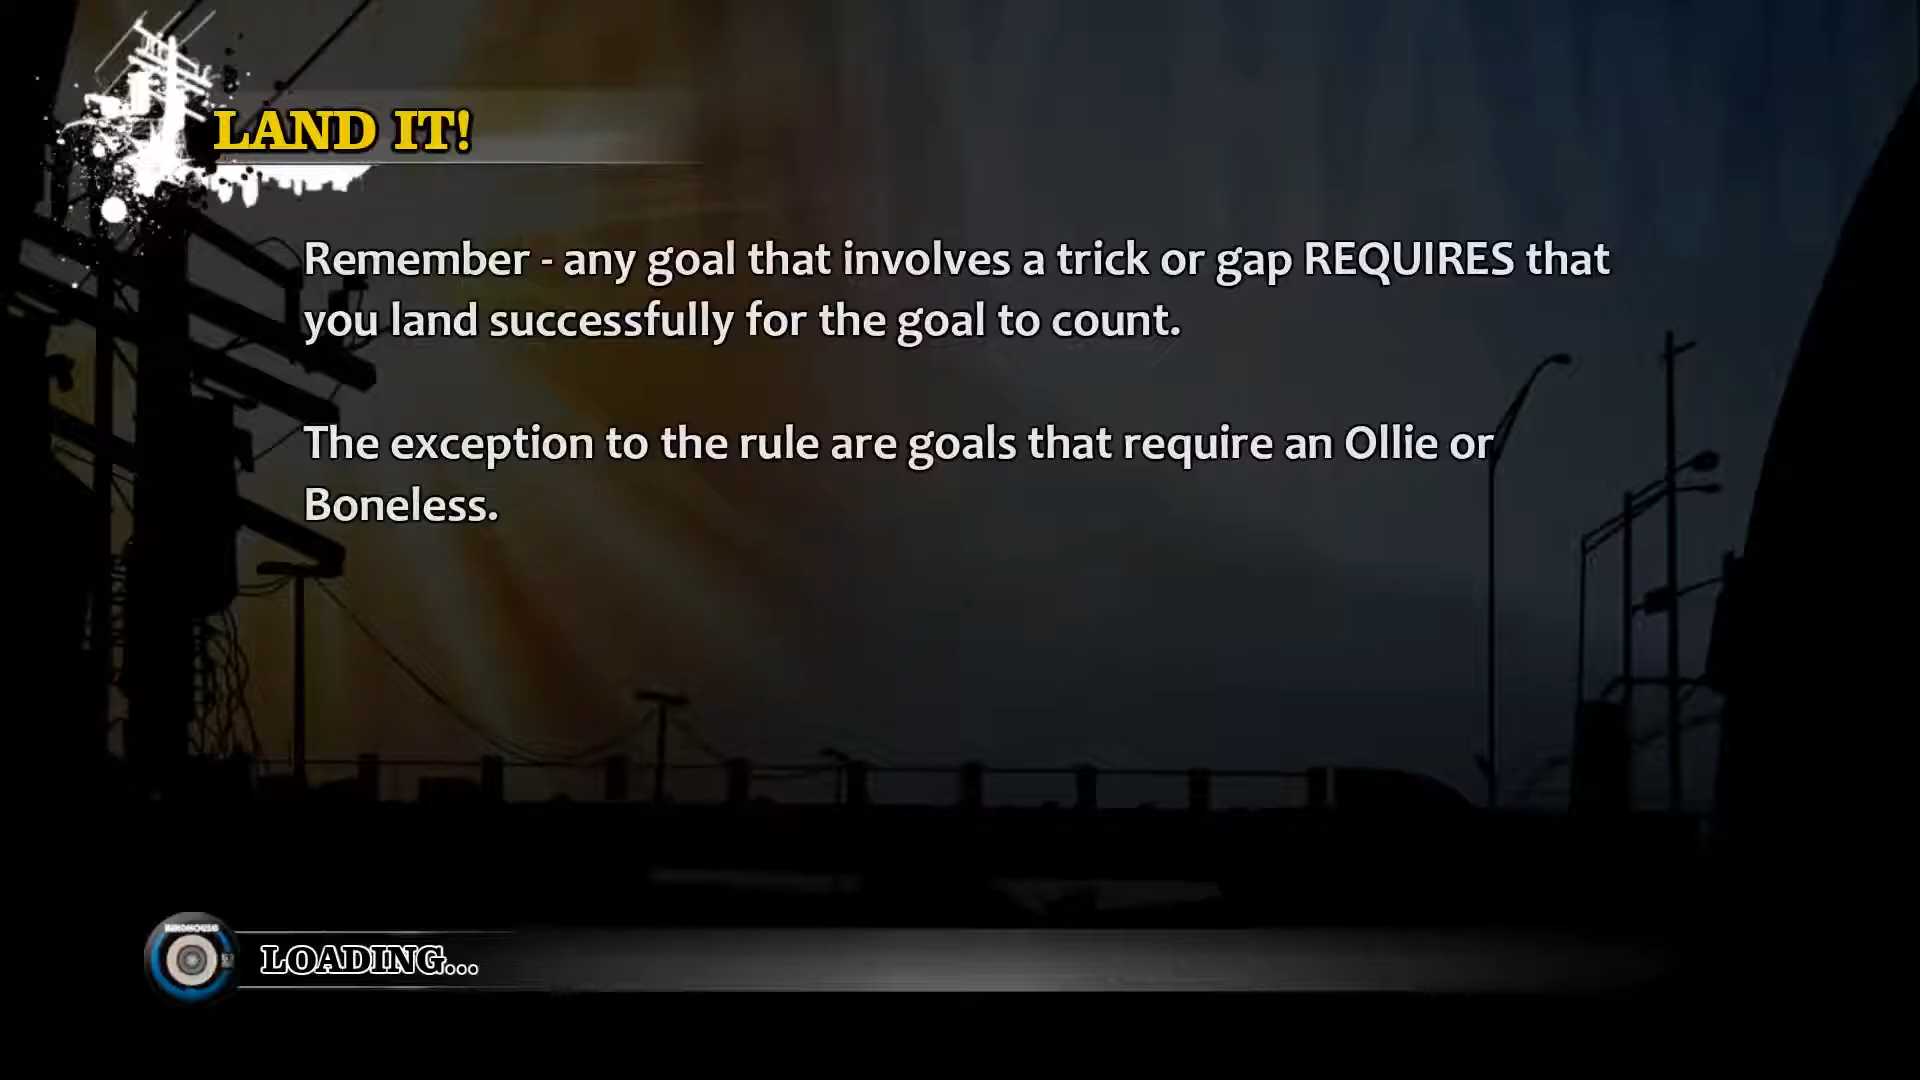 LAND IT!
Remember - any goal that involves a trick or gap REQUIRES that
you land successfully for the goal to count.
The exception to the rule are goals that require an Ollie or
Boneless.
BIRDHOUSE
LOADING...